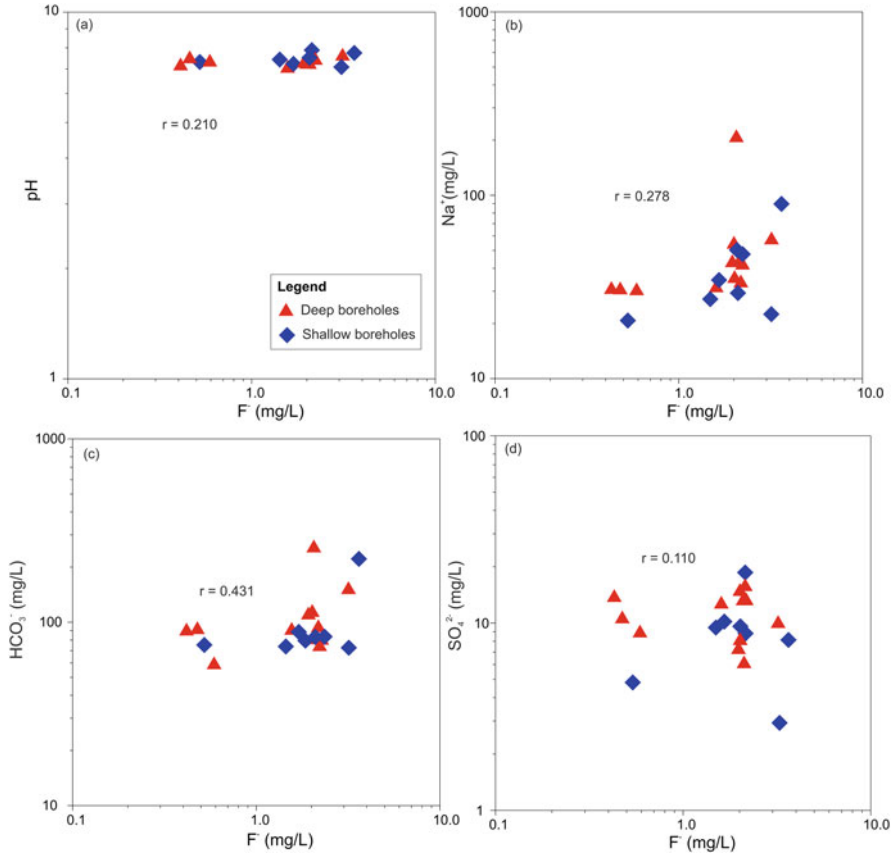 10
(a)
r = 0.210
pH
Legend
Deep boreholes
Shallow boreholes
1
0.1
1.0
10.0
F⁻ (mg/L)
1000
(b)
r = 0.278
Na⁺(mg/L)
100
10
0.1
1.0
10.0
F⁻ (mg/L)
1000
(c)
r = 0.431
HCO₃⁻ (mg/L)
100
10
0.1
1.0
10.0
F⁻ (mg/L)
100
(d)
r = 0.110
SO₄²⁻ (mg/L)
10
1
0.1
1.0
10.0
F⁻ (mg/L)